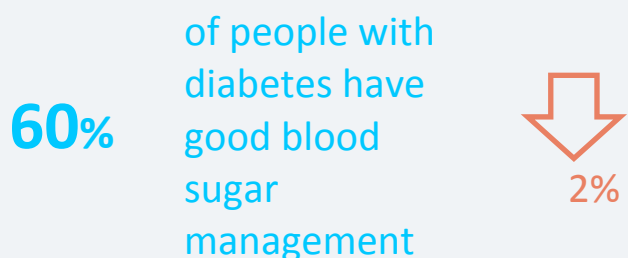 60%
of people with
diabetes have
good blood
sugar
management
2%